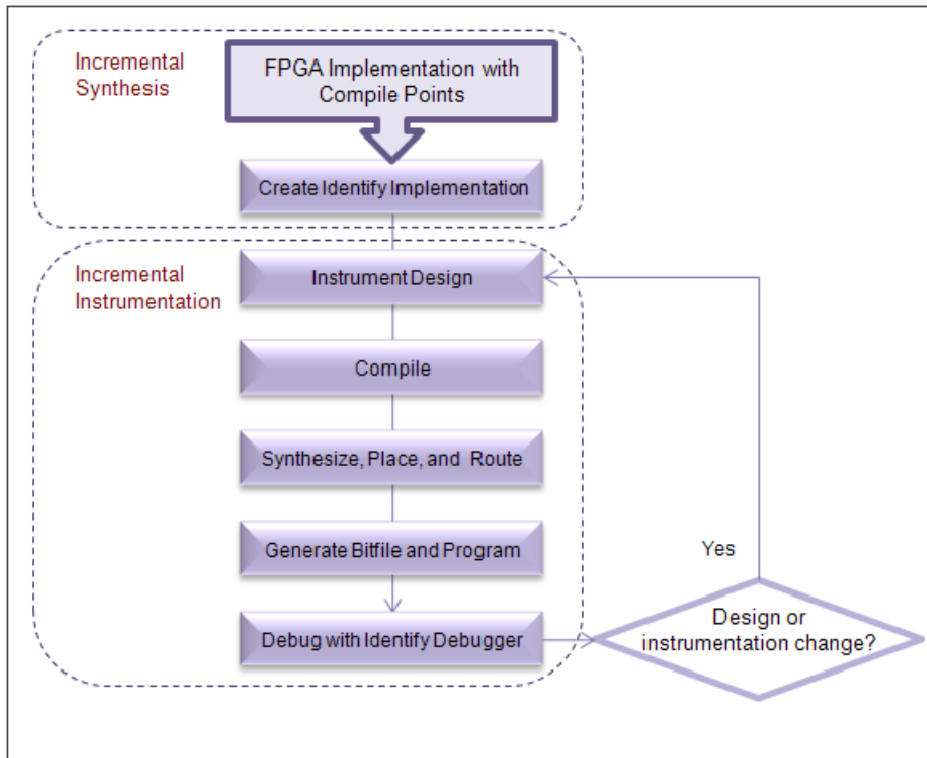 Incremental
Synthesis
FPGA Implementation with
Compile Points
Create Identify Implementation
Incremental
Instrumentation
Instrument Design
Compile
Synthesize, Place, and Route
Generate Bitfile and Program
Debug with Identify Debugger
Yes
Design or
instrumentation change?